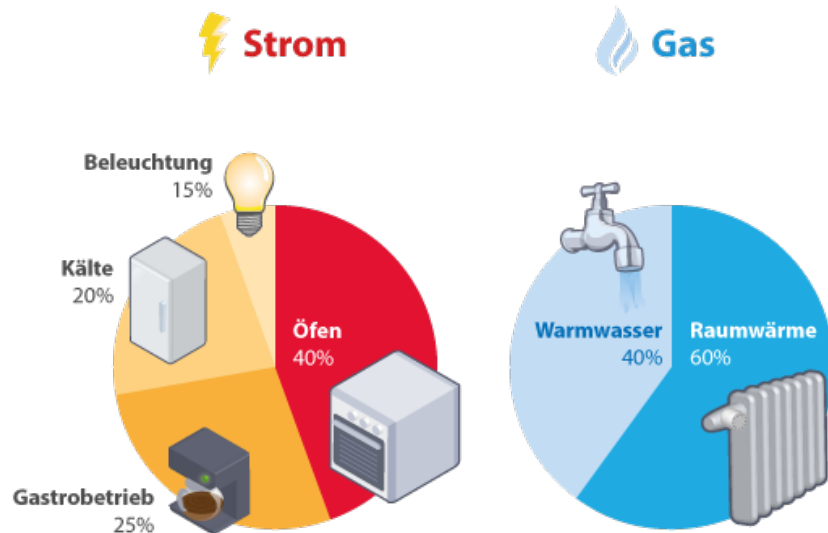 Strom
Beleuchtung
15%
Kälte
20%
Öfen
40%
Gastrobetrieb
25%
Gas
Warmwasser
40%
Raumwärme
60%